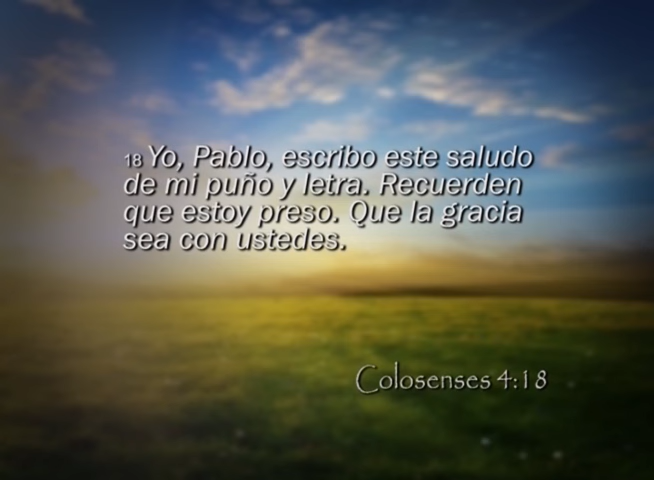 18 Yo, Pablo, escribo este saludo
de mi puño y letra. Recuerden
que estoy preso. Que la gracia
sea con ustedes.
Colosenses 4:18